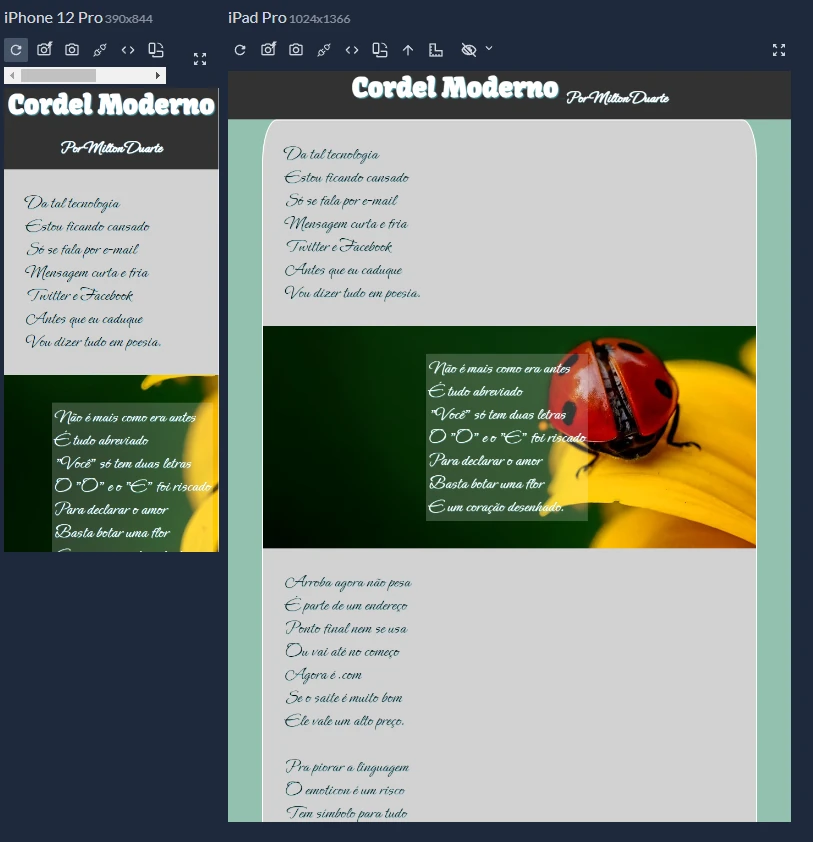 iPhone 12 Pro 390x844
Cordel Moderno
Por Milton Duarte
Da tal tecnologia
Estou ficando cansado
Só se fala por e-mail
Mensagem curta e fria
Twitter e Facebook
Antes que eu caduque
Vou dizer tudo em poesia.
Não é mais como era antes
É tudo abreviado
"Você" só tem duas letras
O "O" e o "E" foi riscado
Para declarar o amor
Basta botar uma flor
iPad Pro 1024x1366
Cordel Moderno Por Milton Duarte
Da tal tecnologia
Estou ficando cansado
Só se fala por e-mail
Mensagem curta e fria
Twitter e Facebook
Antes que eu caduque
Vou dizer tudo em poesia.
Não é mais como era antes
É tudo abreviado
"Você" só tem duas letras
O "O" e o "E" foi riscado
Para declarar o amor
Basta botar uma flor
E um coração desenhado.
Arroba agora não pesa
É parte de um endereço
Ponto final nem se usa
Ou vai até no começo
Agora é .com
Se o saite é muito bom
Ele vale um alto preço.
Pra piorar a linguagem
O emoticon é um risco
Tem símbolo para tudo